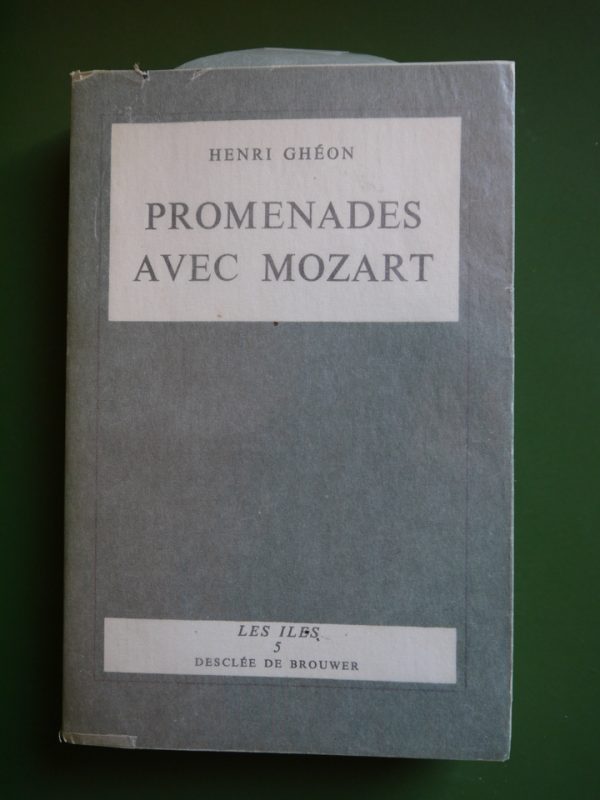 HENRI GHÉON
PROMENADES
AVEC MOZART
LES ILES
5
DESCLÉE DE BROUWER